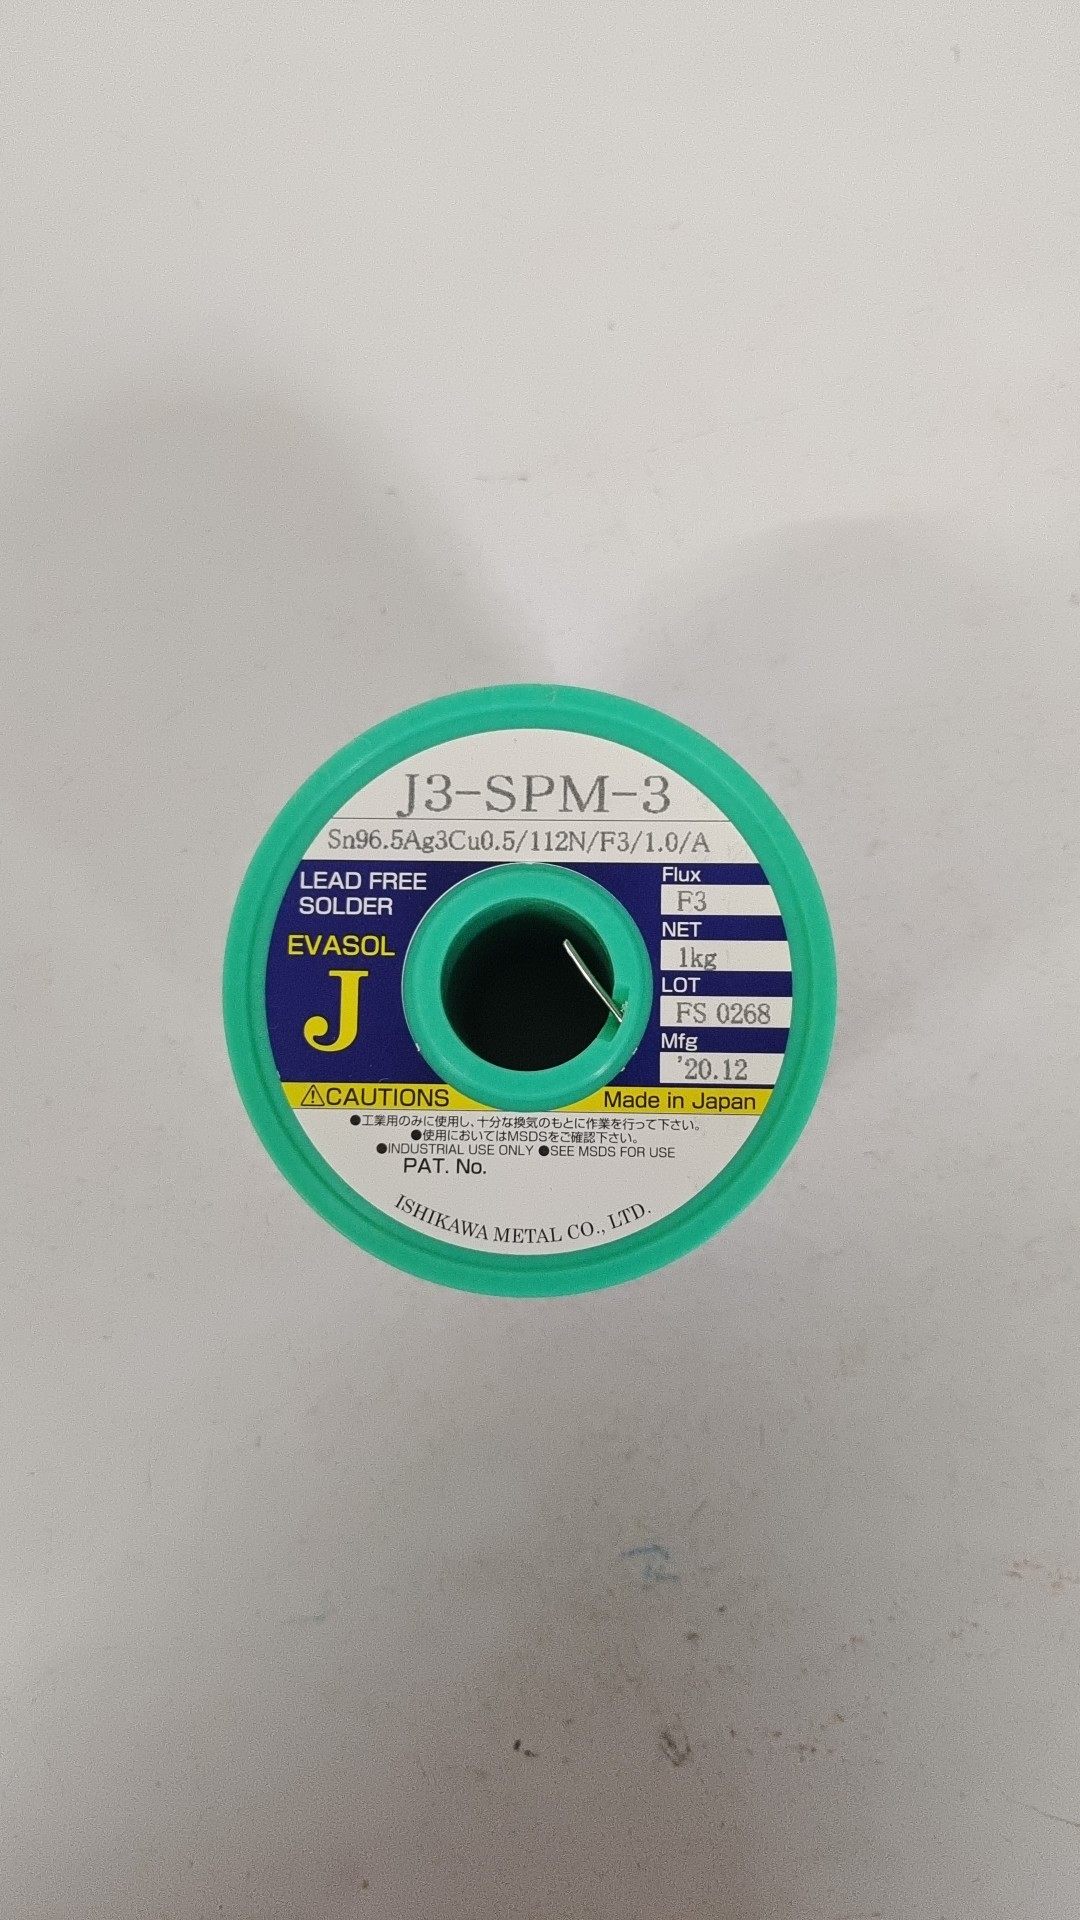 J3-SPM-3
Sn96.5Ag3Cu0.5/112N/F3/1.0/A
LEAD FREE
SOLDER
EVASOL
J
Flux
F3
NET
1kg
LOT
FS 0268
Mfg
'20.12
⚠CAUTIONS
Made in Japan
●工業用のみに使用し、十分な換気のもとに作業を行って下さい。
●使用においてはMSDSをご確認下さい。
●INDUSTRIAL USE ONLY ●SEE MSDS FOR USE
PAT. No.
ISHIKAWA METAL CO., LTD.